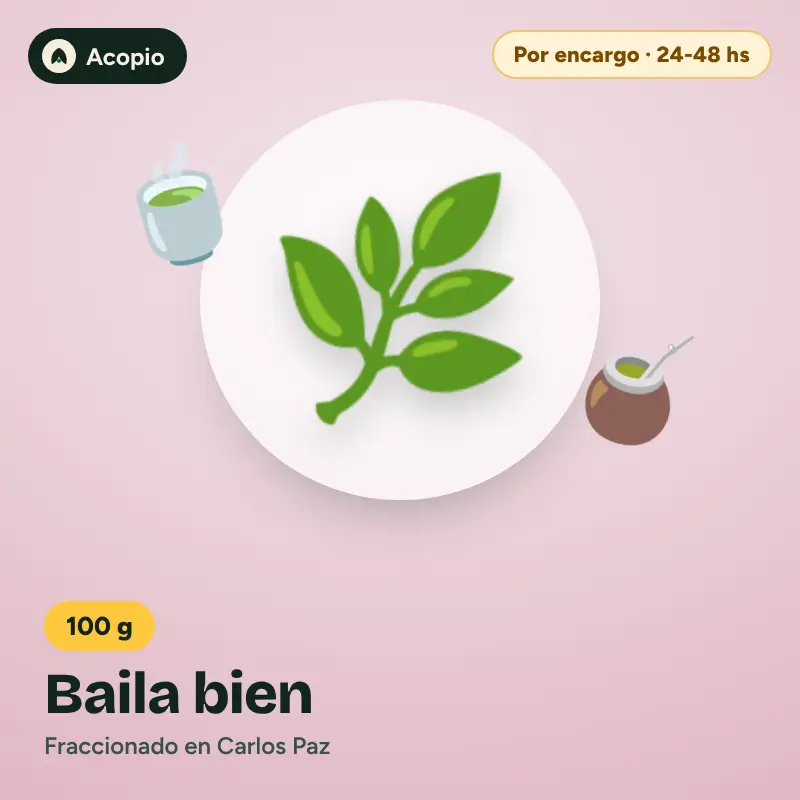 Acopio
Por encargo · 24-48 hs
100 g
Baila bien
Fraccionado en Carlos Paz